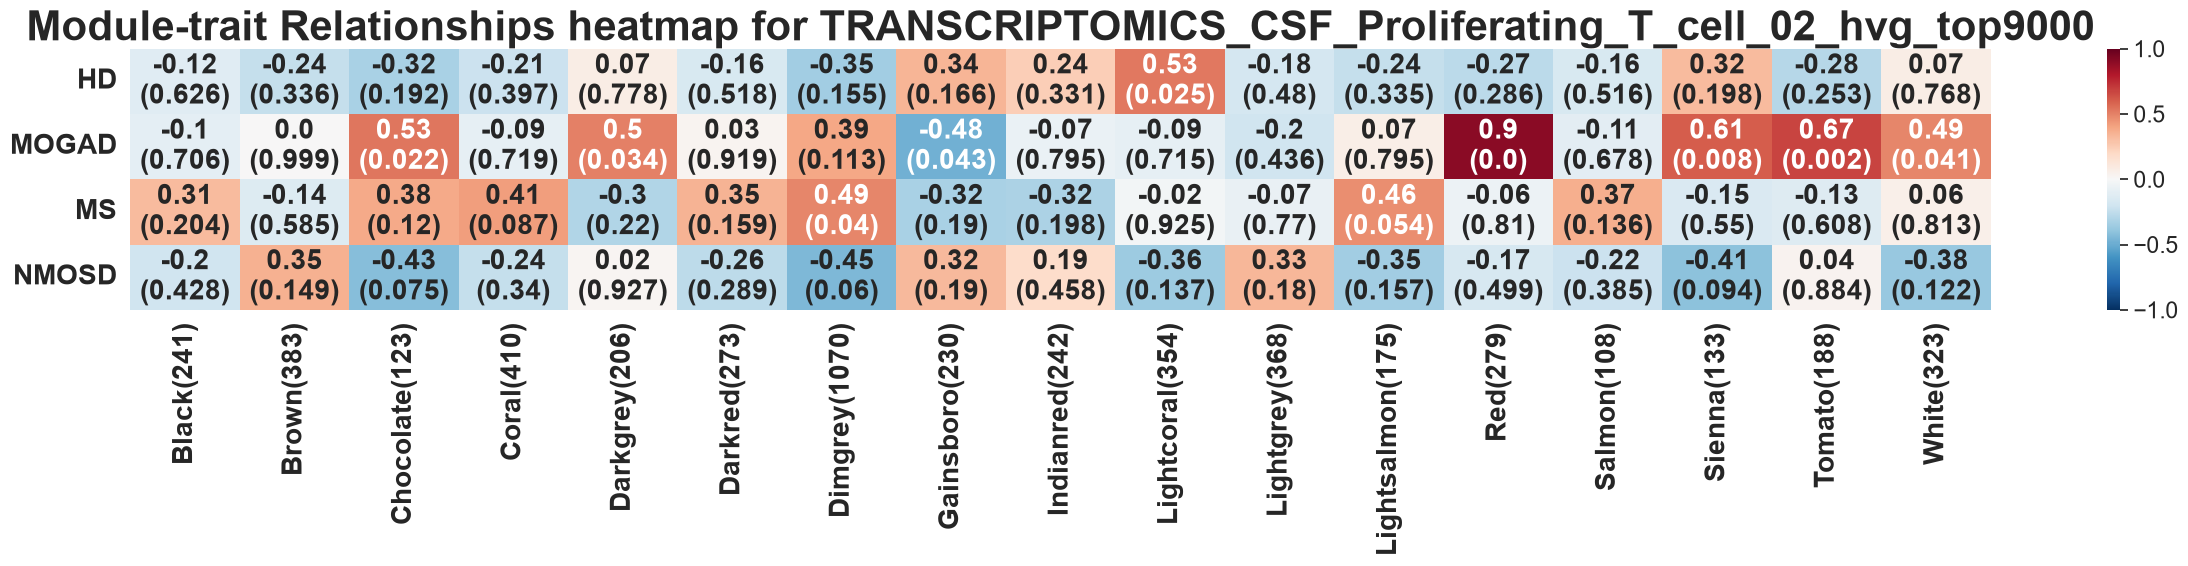 Module-trait Relationships heatmap for TRANSCRIPTOMICS_CSF_Proliferating_T_cell_02_hvg_top9000
HD
-0.12 -0.24 -0.32 -0.21 0.07 -0.16 -0.35 0.34 0.24 0.53 -0.18 -0.24 -0.27 -0.16 0.32 -0.28 0.07
(0.626) (0.336) (0.192) (0.397) (0.778) (0.518) (0.155) (0.166) (0.331) (0.025) (0.48) (0.335) (0.286) (0.516) (0.198) (0.253) (0.768)
MOGAD
-0.1 0.0 0.53 -0.09 0.5 0.03 0.39 -0.48 -0.07 -0.09 -0.2 0.07 0.9 -0.11 0.61 0.67 0.49
(0.706) (0.999) (0.022) (0.719) (0.034) (0.919) (0.113) (0.043) (0.795) (0.715) (0.436) (0.795) (0.0) (0.678) (0.008) (0.002) (0.041)
MS
0.31 -0.14 0.38 0.41 -0.3 0.35 0.49 -0.32 -0.32 -0.02 -0.07 0.46 -0.06 0.37 -0.15 -0.13 0.06
(0.204) (0.585) (0.12) (0.087) (0.22) (0.159) (0.04) (0.19) (0.198) (0.925) (0.77) (0.054) (0.81) (0.136) (0.55) (0.608) (0.813)
NMOSD
-0.2 0.35 -0.43 -0.24 0.02 -0.26 -0.45 0.32 0.19 -0.36 0.33 -0.35 -0.17 -0.22 -0.41 0.04 -0.38
(0.428) (0.149) (0.075) (0.34) (0.927) (0.289) (0.06) (0.19) (0.458) (0.137) (0.18) (0.157) (0.499) (0.385) (0.094) (0.884) (0.122)
Black(241)
Brown(383)
Chocolate(123)
Coral(410)
Darkgrey(206)
Darkred(273)
Dimgrey(1070)
Gainsboro(230)
Indianred(242)
Lightcoral(354)
Lightgrey(368)
Lightsalmon(175)
Red(279)
Salmon(108)
Sienna(133)
Tomato(188)
White(323)
1.0
0.5
0.0
−0.5
−1.0